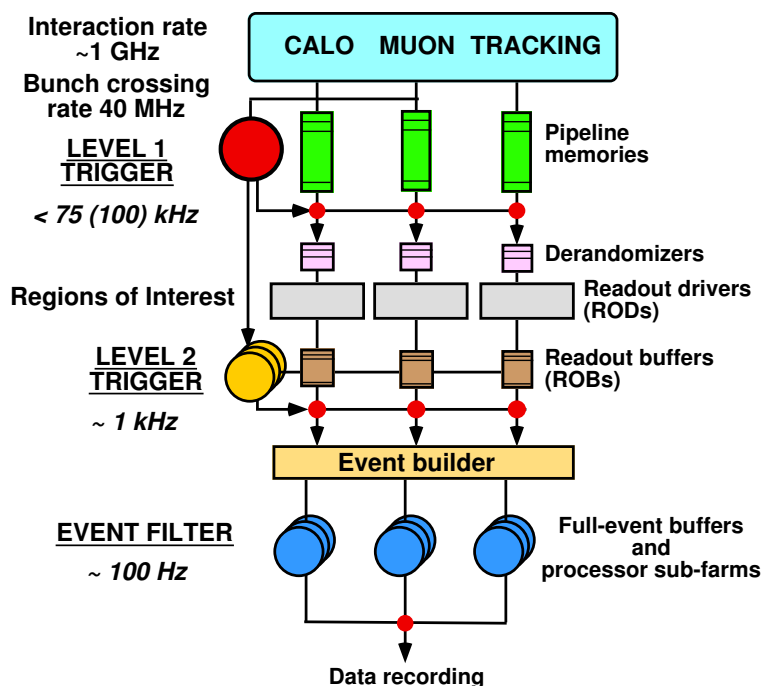 Interaction rate
~1 GHz
CALO MUON TRACKING
Bunch crossing
rate 40 MHz
LEVEL 1
TRIGGER
< 75 (100) kHz
Pipeline
memories
Derandomizers
Regions of Interest
Readout drivers
(RODs)
LEVEL 2
TRIGGER
~ 1 kHz
Readout buffers
(ROBs)
Event builder
EVENT FILTER
~ 100 Hz
Full-event buffers
and
processor sub-farms
Data recording